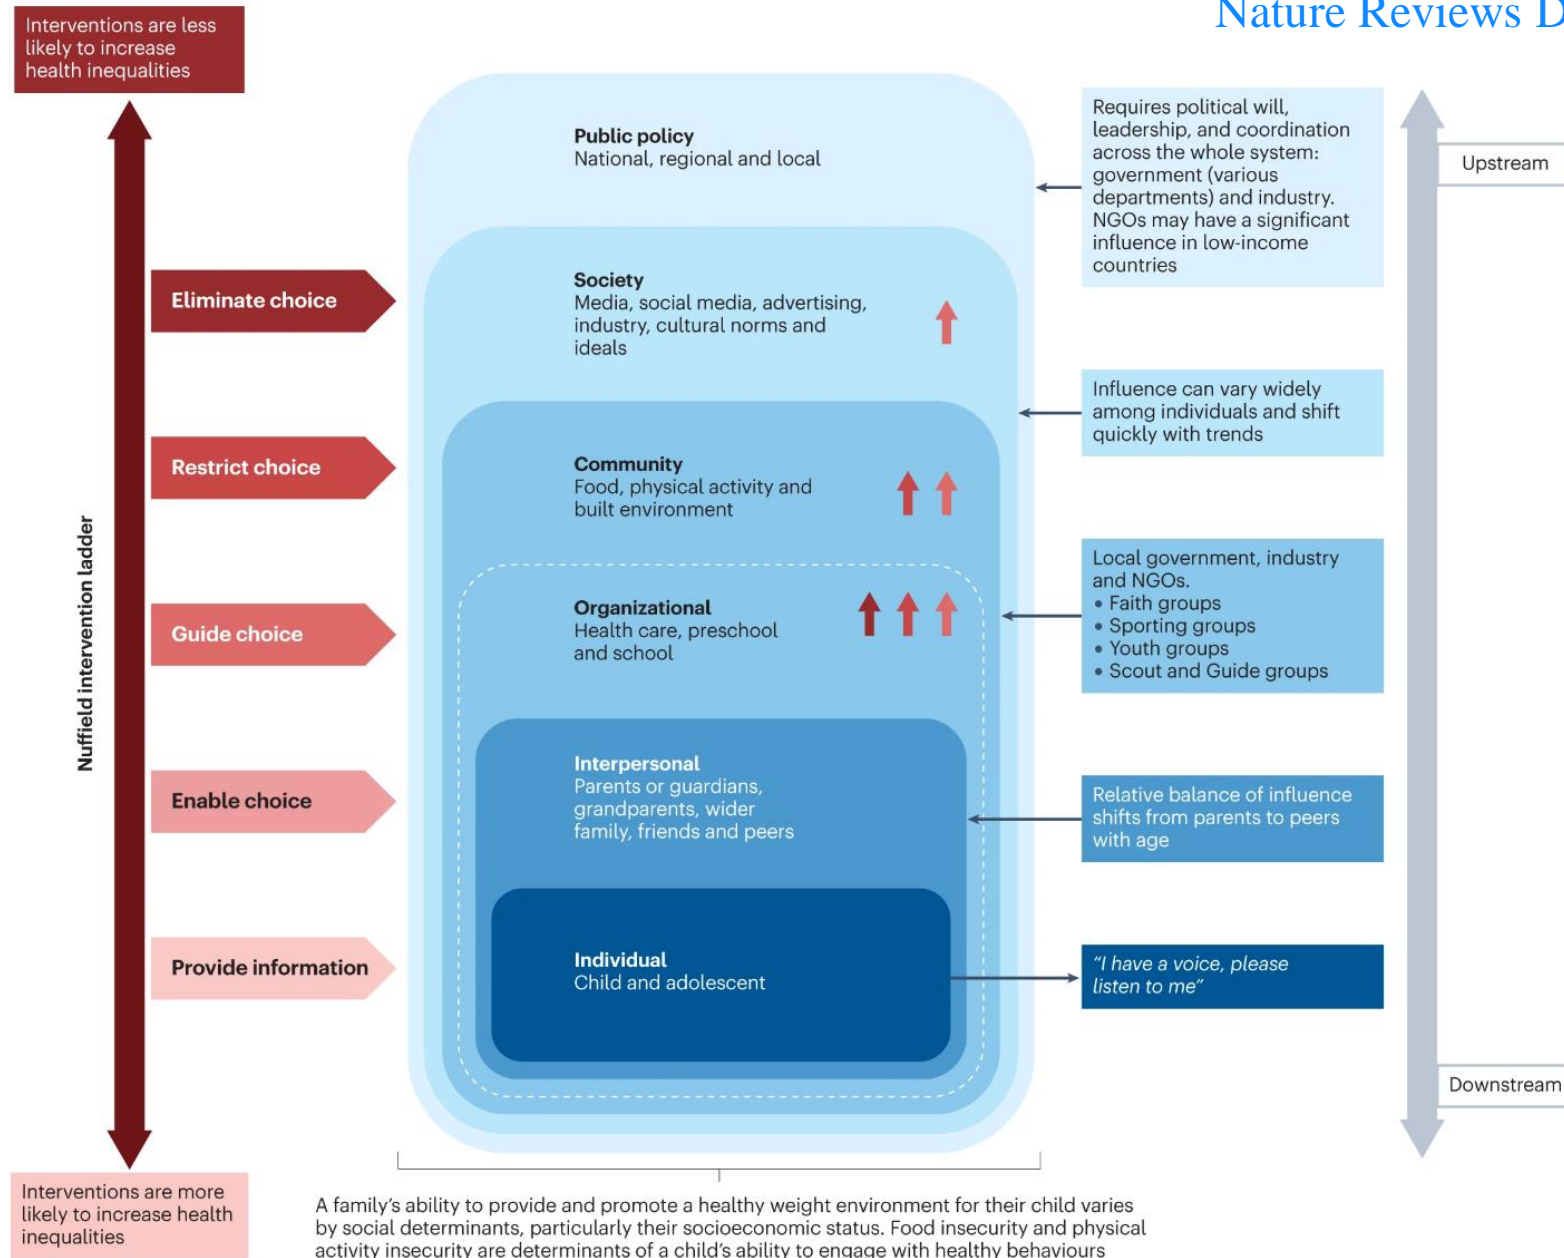 Nature Reviews D
Interventions are less
likely to increase
health inequalities
Nuffield intervention ladder
Eliminate choice
Restrict choice
Guide choice
Enable choice
Provide information
Interventions are more
likely to increase health
inequalities
Public policy
National, regional and local
Society
Media, social media, advertising,
industry, cultural norms and
ideals
Community
Food, physical activity and
built environment
Organizational
Health care, preschool
and school
Interpersonal
Parents or guardians,
grandparents, wider
family, friends and peers
Individual
Child and adolescent
Requires political will,
leadership, and coordination
across the whole system:
government (various
departments) and industry.
NGOs may have a significant
influence in low-income
countries
Influence can vary widely
among individuals and shift
quickly with trends
Local government, industry
and NGOs.
• Faith groups
• Sporting groups
• Youth groups
• Scout and Guide groups
Relative balance of influence
shifts from parents to peers
with age
“I have a voice, please
listen to me”
Upstream
Downstream
A family’s ability to provide and promote a healthy weight environment for their child varies
by social determinants, particularly their socioeconomic status. Food insecurity and physical
activity insecurity are determinants of a child’s ability to engage with healthy behaviours